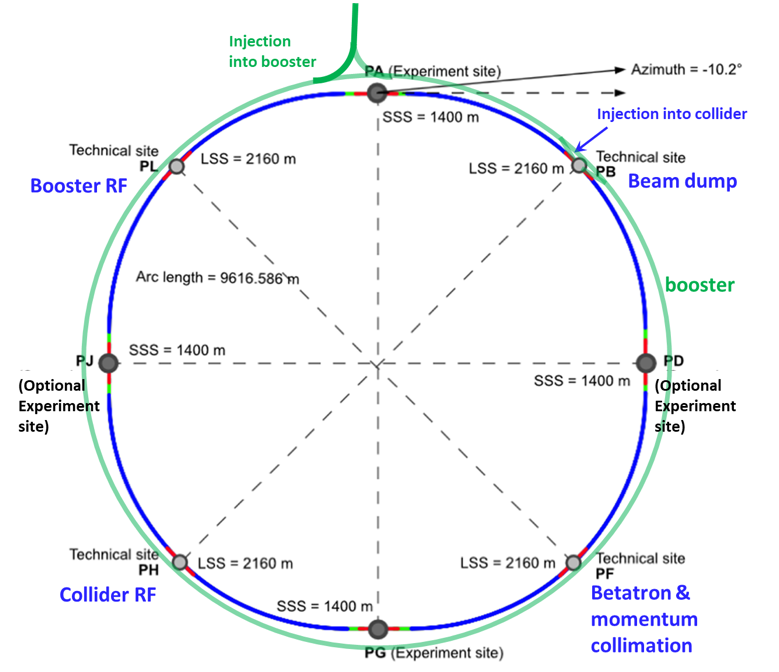 Injection
into booster
PA (Experiment site)
Azimuth = -10.2°
SSS = 1400 m
Injection into collider
Technical site
PL
LSS = 2160 m
Booster RF
LSS = 2160 m
Technical site
PB
Beam dump
Arc length = 9616.586 m
booster
PJ
SSS = 1400 m
(Optional
Experiment
site)
PD
SSS = 1400 m
(Optional
Experiment
site)
Technical site
PH
LSS = 2160 m
Collider RF
LSS = 2160 m
Technical site
PF
Betatron &
momentum
collimation
SSS = 1400 m
PG (Experiment site)